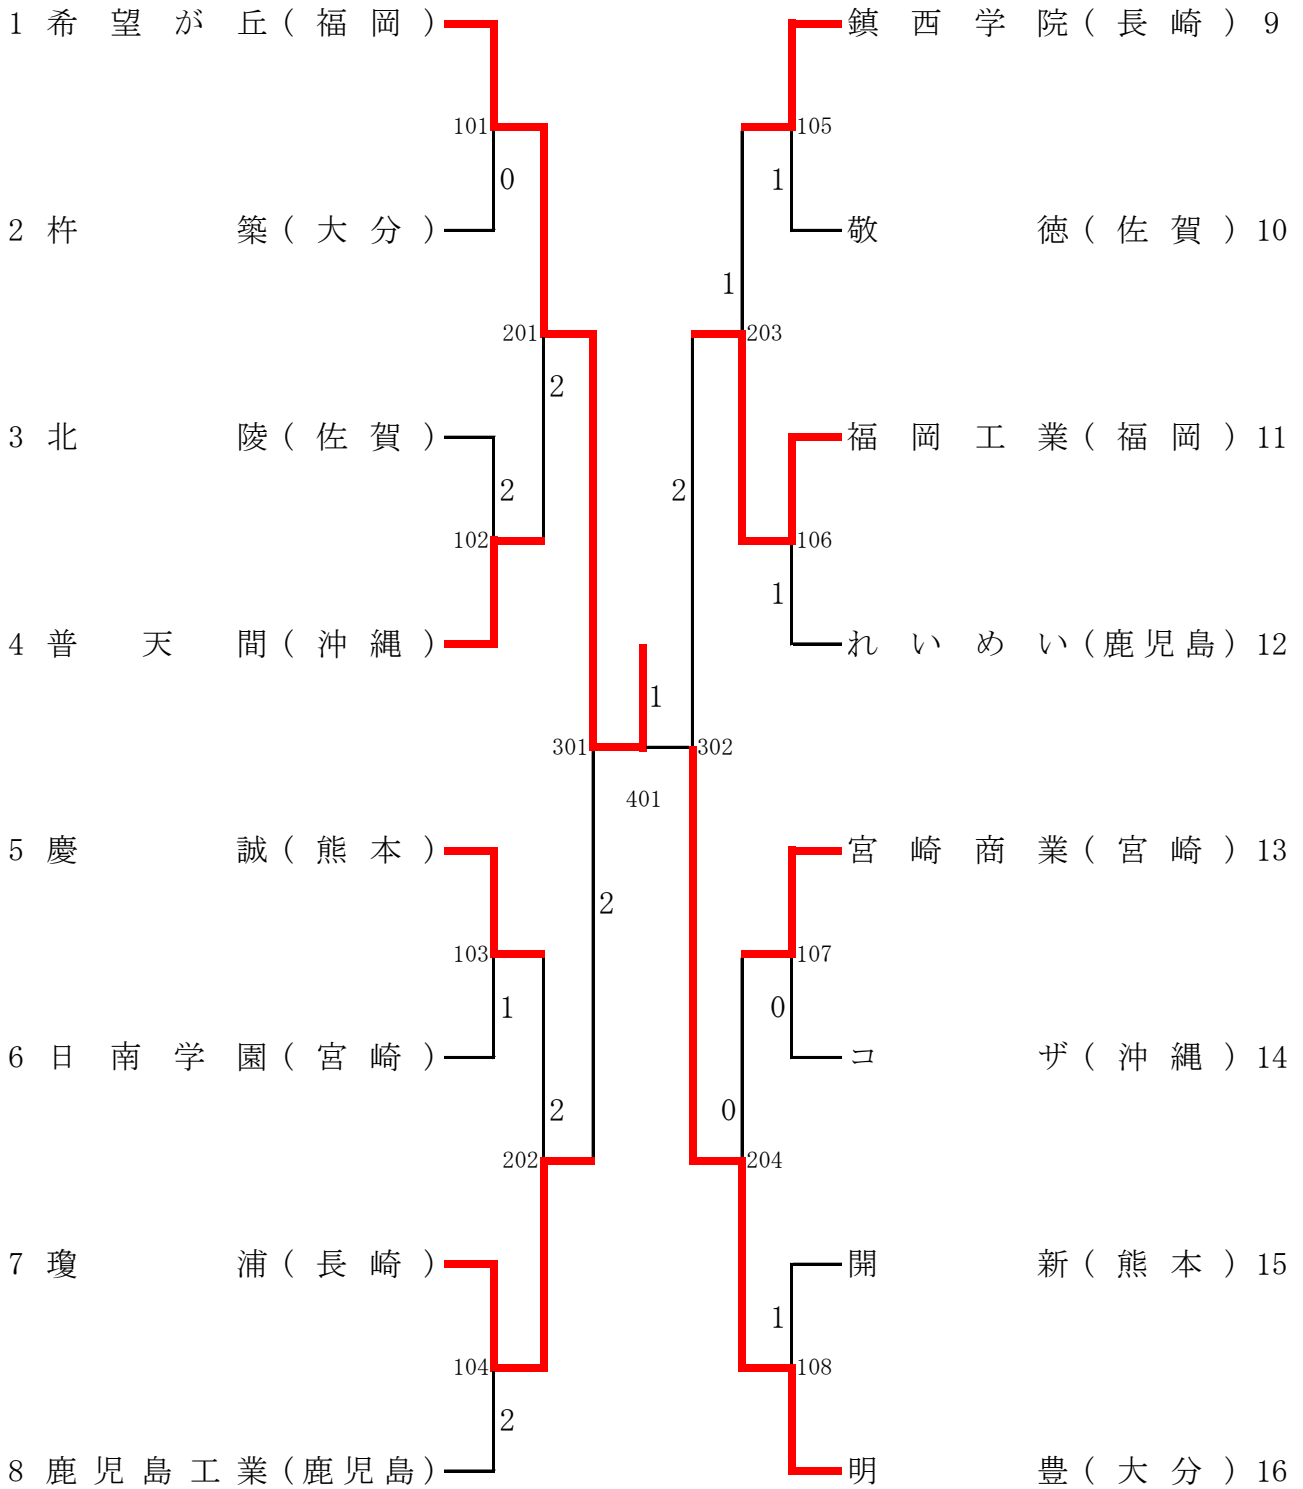 1 希望が丘(福岡)
鎮西学院(長崎) 9
101
105
0
1
2 杵築(大分)
敬徳(佐賀) 10
1
201
203
2
3 北陵(佐賀)
福岡工業(福岡) 11
2
2
102
106
1
4 普天間(沖縄)
れいめい(鹿児島) 12
1
301
302
401
5 慶誠(熊本)
宮崎商業(宮崎) 13
2
103
107
1
0
6 日南学園(宮崎)
コザ(沖縄) 14
2
0
202
204
7 瓊浦(長崎)
開新(熊本) 15
1
104
108
2
8 鹿児島工業(鹿児島)
明豊(大分) 16